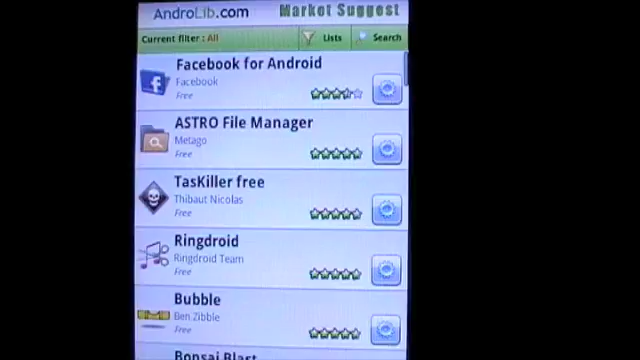 AndroLib.com
Market Suggest
Current filter : All
Lists
Search
Facebook for Android
Facebook
Free
ASTRO File Manager
Metago
Free
TasKiller free
Thibaut Nicolas
Free
Ringdroid
Ringdroid Team
Free
Bubble
Ben Zibble
Free
Bonsai Blast